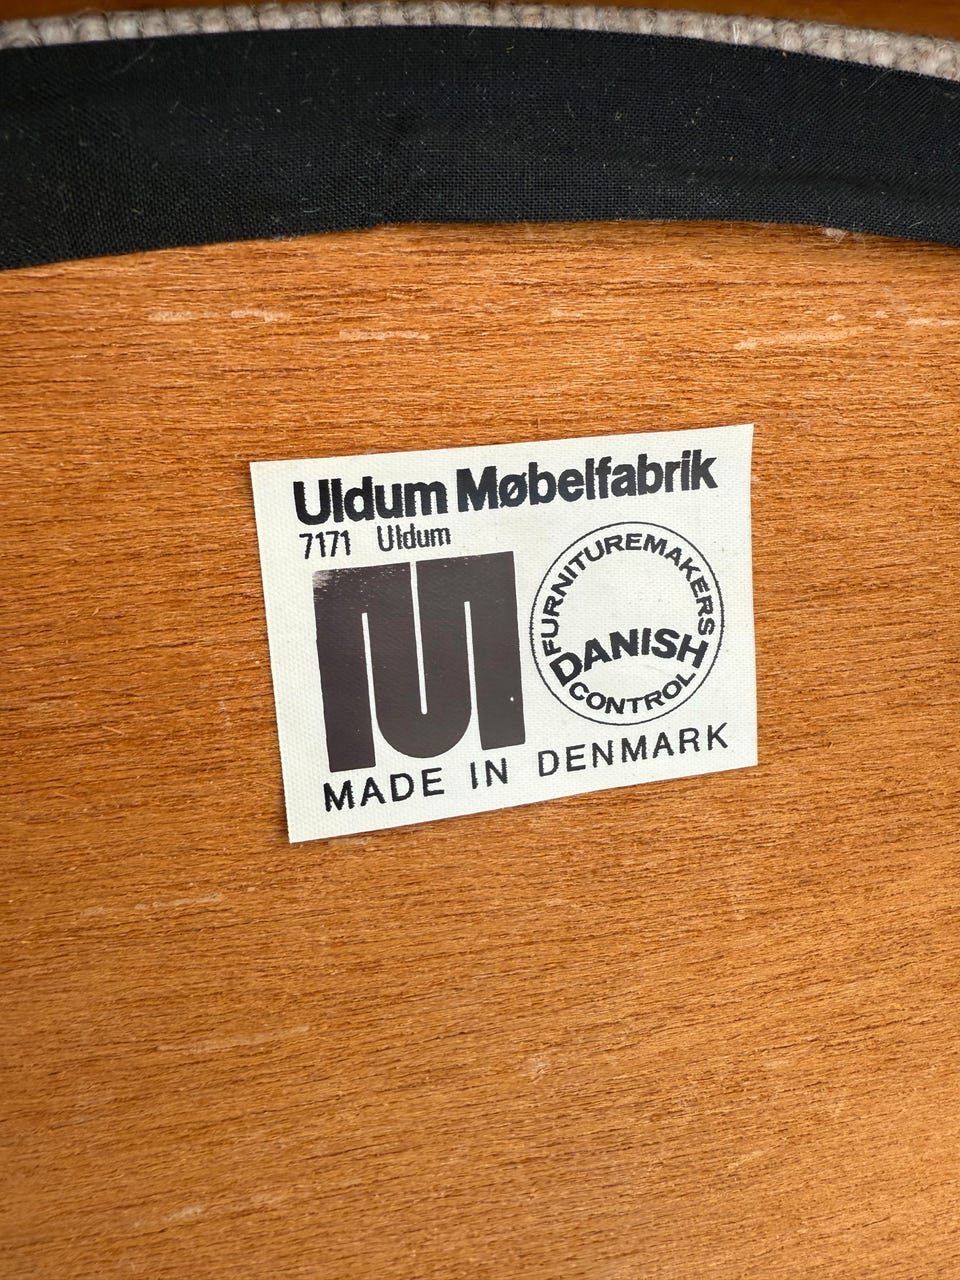 Uldum Møbelfabrik
7171 Uldum
FURNITUREMAKERS
DANISH
CONTROL
MADE IN DENMARK